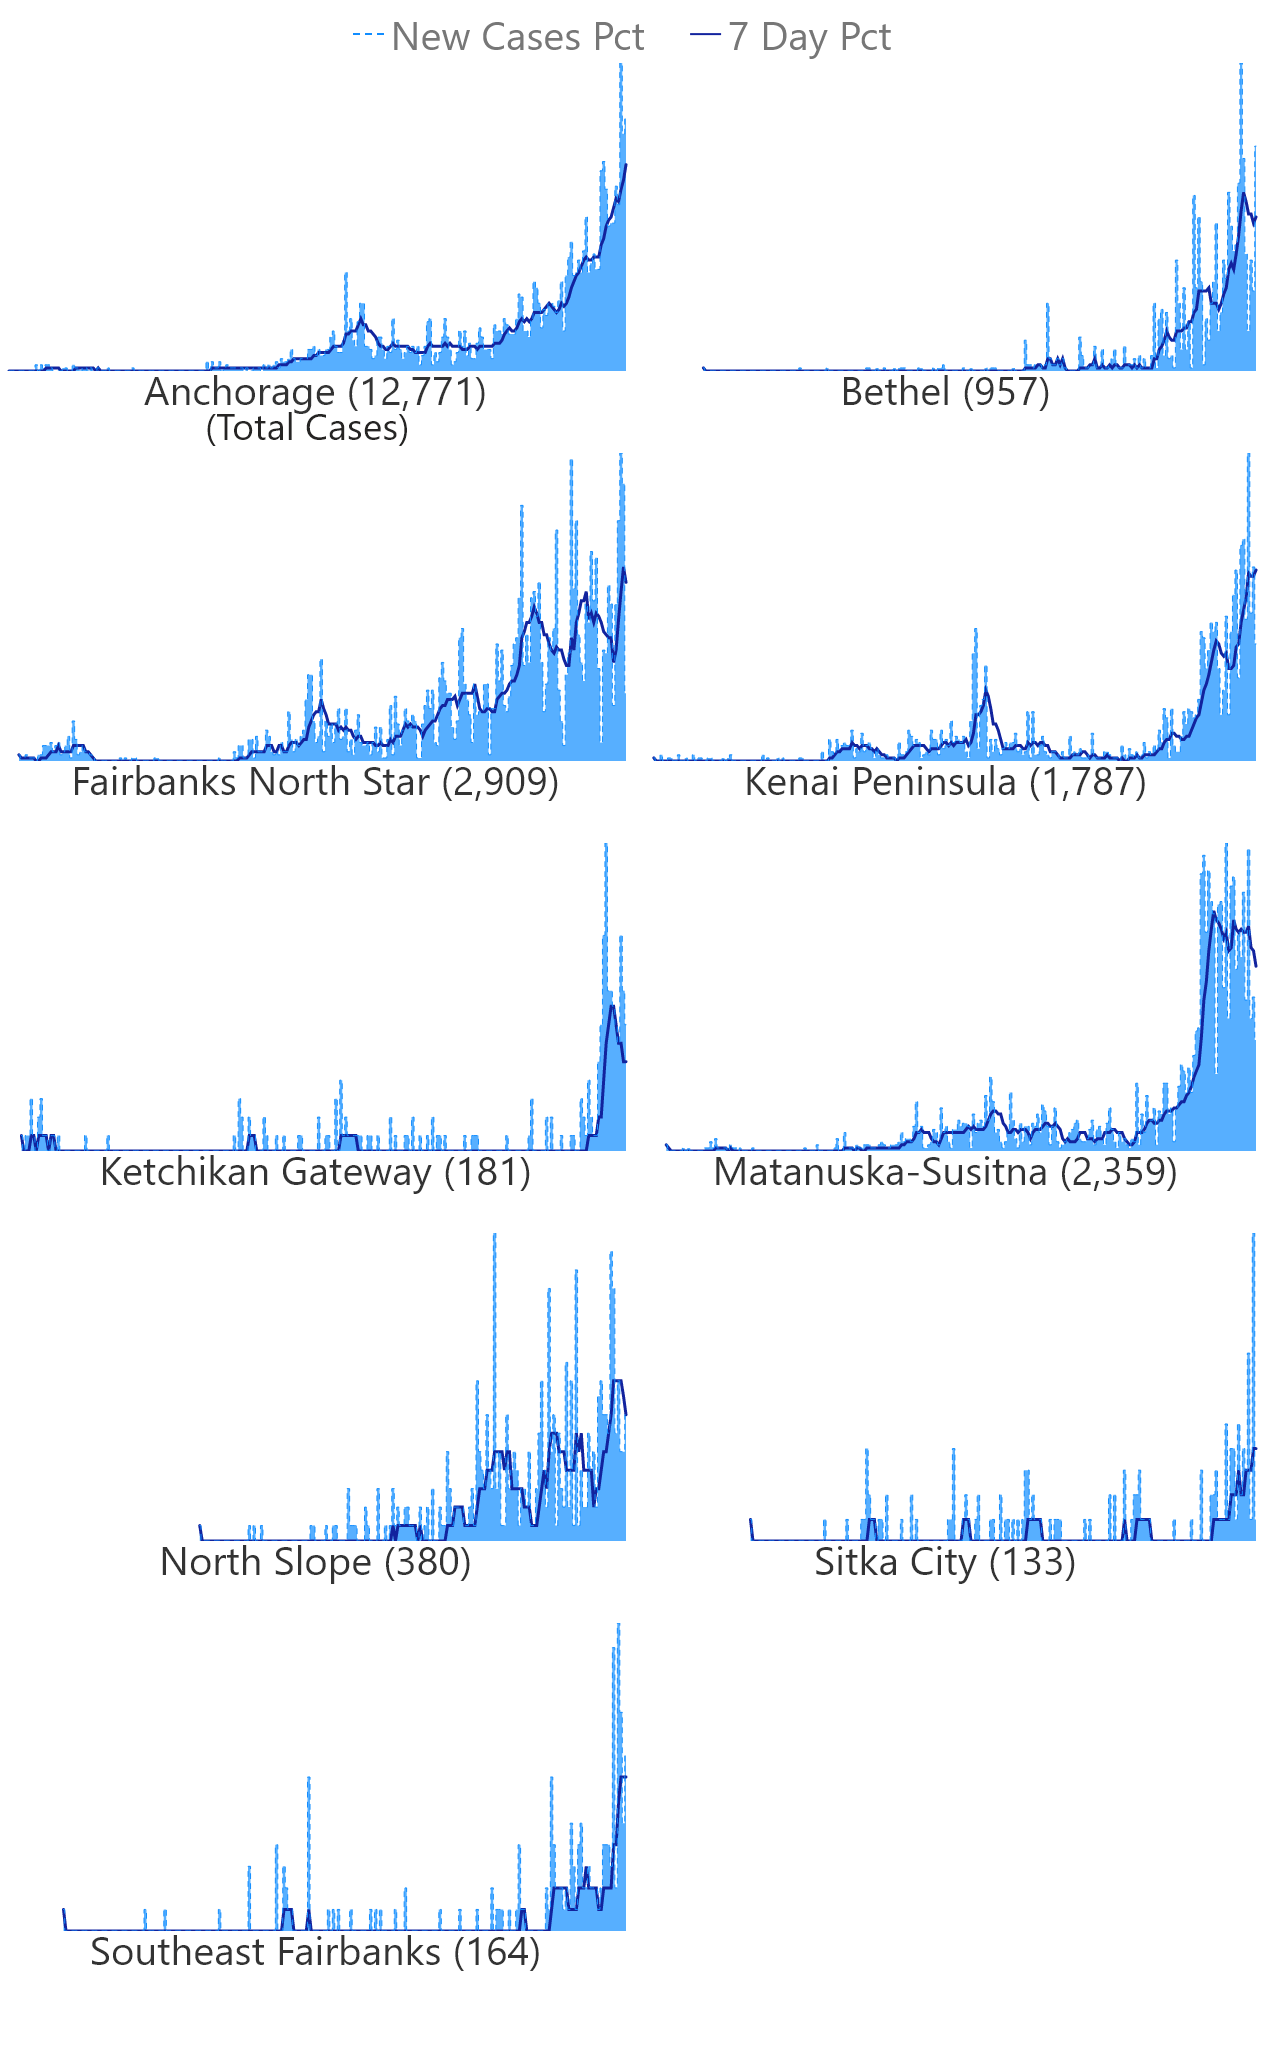 New Cases Pct 7 Day Pct
Anchorage (12,771)
(Total Cases)
Bethel (957)
Fairbanks North Star (2,909)
Kenai Peninsula (1,787)
Ketchikan Gateway (181)
Matanuska-Susitna (2,359)
North Slope (380)
Sitka City (133)
Southeast Fairbanks (164)